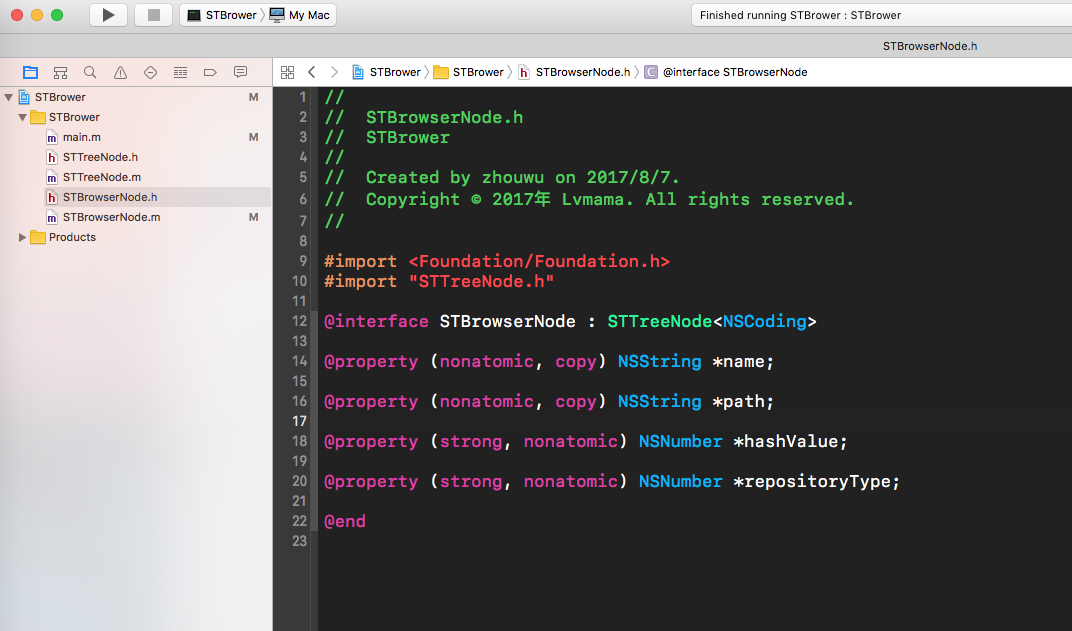 STBrower 〉 My Mac
Finished running STBrower : STBrower
STBrowserNode.h
STBrower 〉 STBrower 〉 STBrowserNode.h 〉 @interface STBrowserNode
STBrower M
STBrower
main.m M
STTreeNode.h
STTreeNode.m
STBrowserNode.h
STBrowserNode.m M
Products
1 //
2 //  STBrowserNode.h
3 //  STBrower
4 //
5 //  Created by zhouwu on 2017/8/7.
6 //  Copyright © 2017年 Lvmama. All rights reserved.
7 //
8
9 #import <Foundation/Foundation.h>
10 #import "STTreeNode.h"
11
12 @interface STBrowserNode : STTreeNode<NSCoding>
13
14 @property (nonatomic, copy) NSString *name;
15
16 @property (nonatomic, copy) NSString *path;
17
18 @property (strong, nonatomic) NSNumber *hashValue;
19
20 @property (strong, nonatomic) NSNumber *repositoryType;
21
22 @end
23